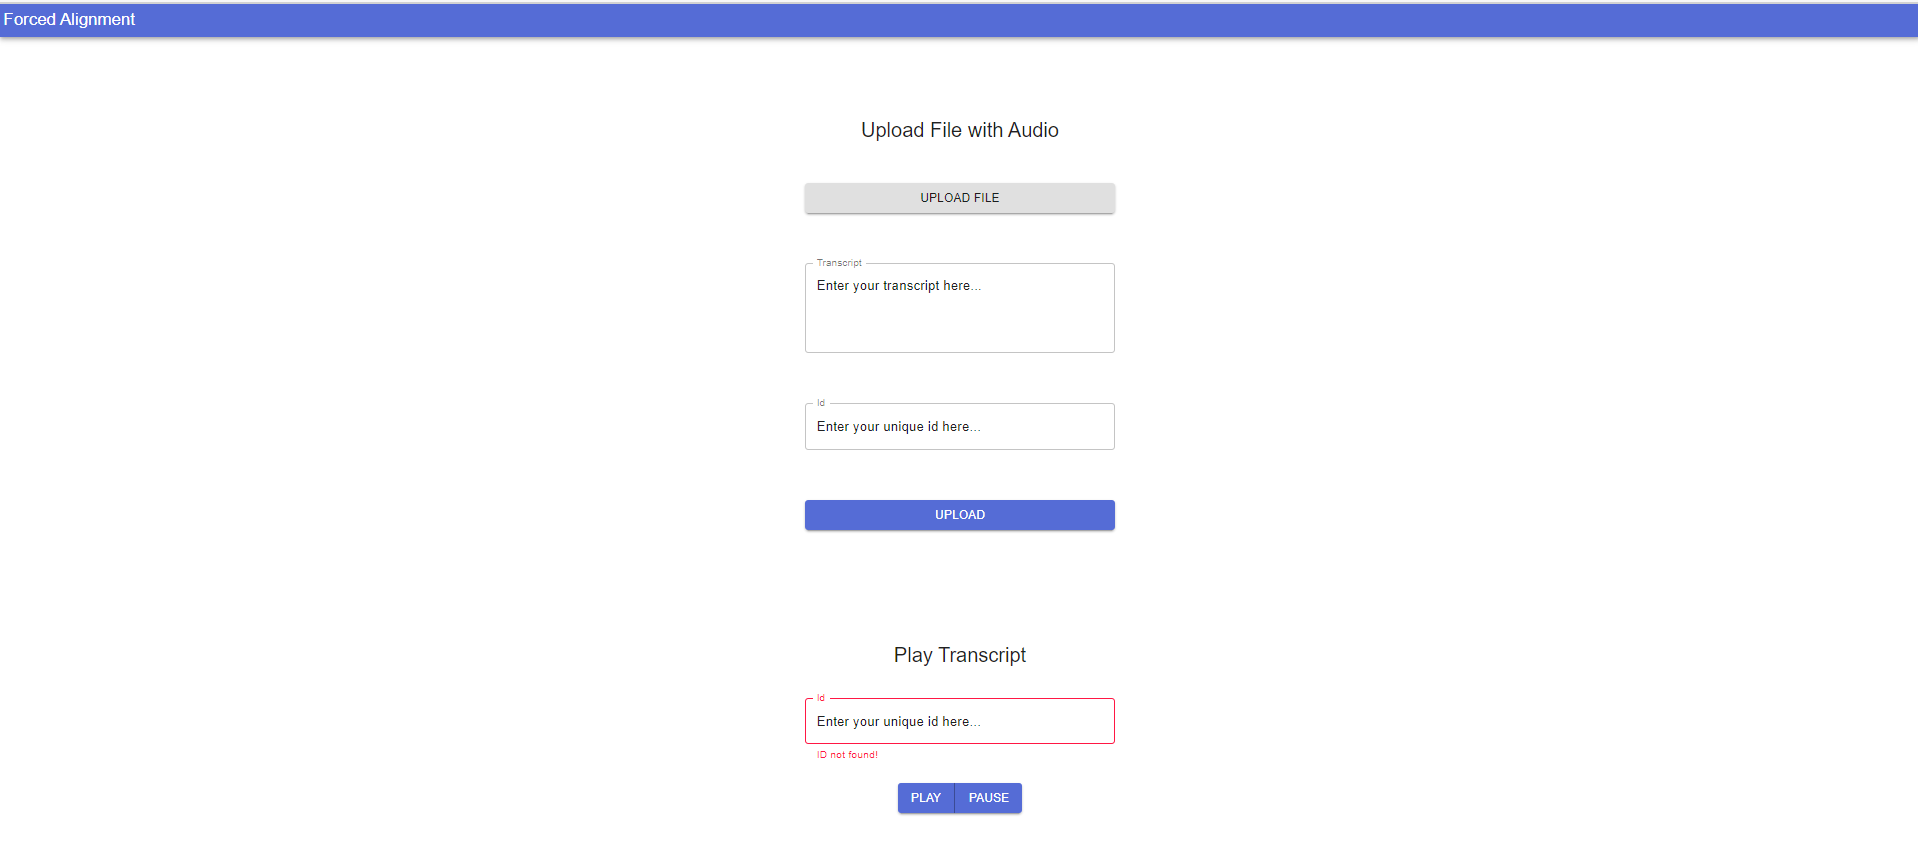 Forced Alignment
Upload File with Audio
UPLOAD FILE
Transcript
Enter your transcript here...
Id
Enter your unique id here...
UPLOAD
Play Transcript
Id
Enter your unique id here...
ID not found!
PLAY PAUSE